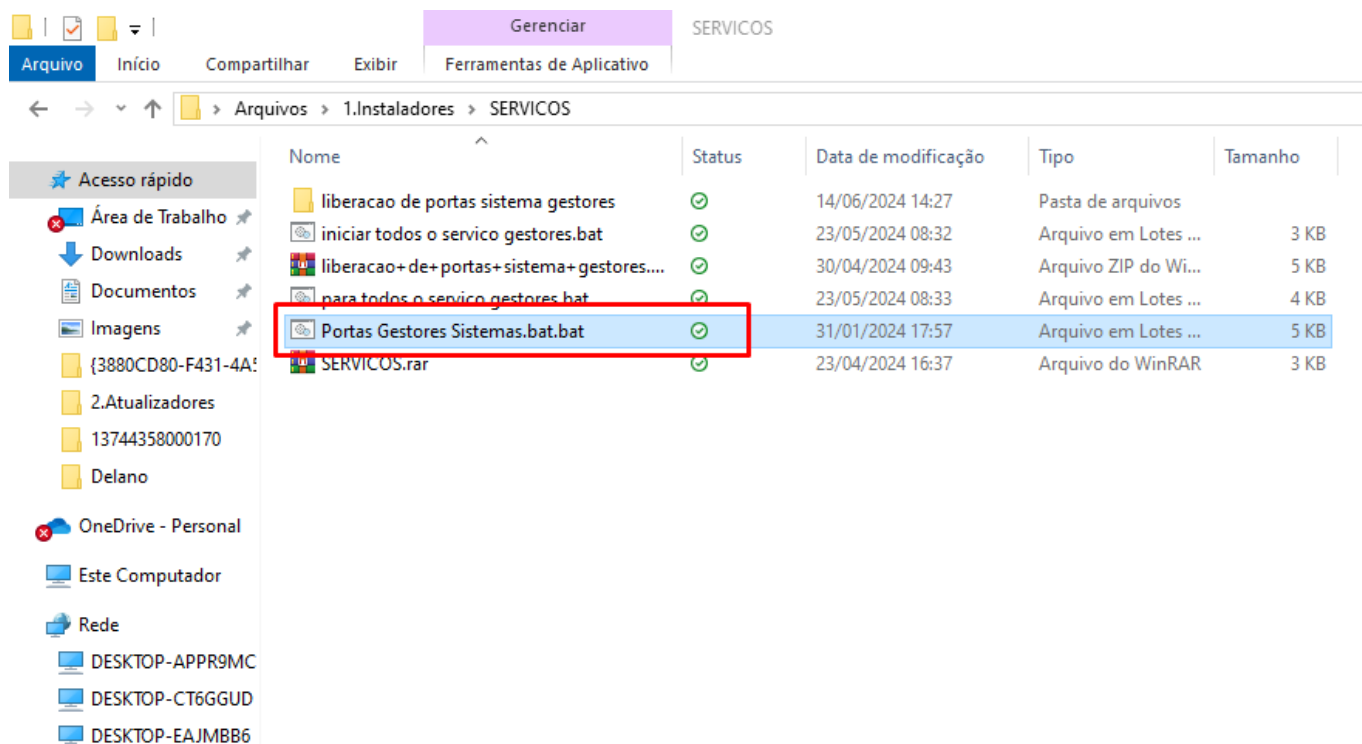 Gerenciar SERVICOS
Arquivo Início Compartilhar Exibir Ferramentas de Aplicativo
Arquivos > 1.Instaladores > SERVICOS
Nome Status Data de modificação Tipo Tamanho
Acesso rápido
Área de Trabalho
Downloads
Documentos
Imagens
{3880CD80-F431-4A5
2.Atualizadores
13744358000170
Delano
OneDrive - Personal
Este Computador
Rede
DESKTOP-APPR9MC
DESKTOP-CT6GGUD
DESKTOP-EAJMBB6
liberacao de portas sistema gestores 14/06/2024 14:27 Pasta de arquivos
iniciar todos o servico gestores.bat 23/05/2024 08:32 Arquivo em Lotes ... 3 KB
liberacao+de+portas+sistema+gestores.... 30/04/2024 09:43 Arquivo ZIP do Wi... 5 KB
para todos o servico gestores.bat 23/05/2024 08:33 Arquivo em Lotes ... 4 KB
Portas Gestores Sistemas.bat.bat 31/01/2024 17:57 Arquivo em Lotes ... 5 KB
SERVICOS.rar 23/04/2024 16:37 Arquivo do WinRAR 3 KB